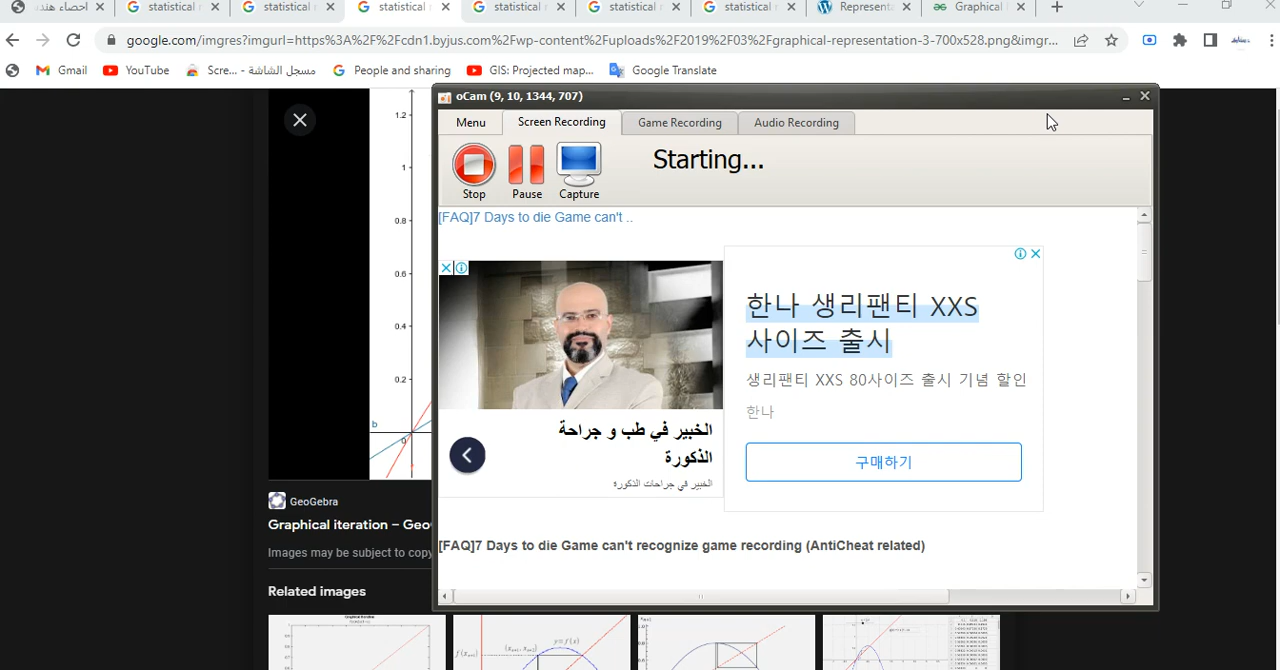 احصاء هند
statistical
statistical
statistical
statistical
statistical
statistical
Represent
Graphical
google.com/imgres?imgurl=https%3A%2F%2Fcdn1.byjus.com%2Fwp-content%2Fuploads%2F2019%2F03%2Fgraphical-representation-3-700x528.png&imgr...
Gmail
YouTube
Scre... - مسجل الشاشة
People and sharing
GIS: Projected map...
Google Translate
oCam (9, 10, 1344, 707)
Menu
Screen Recording
Game Recording
Audio Recording
Stop
Pause
Capture
Starting...
[FAQ]7 Days to die Game can't ..
الخبير في طب و جراحة
الذكورة
الخبير في جراحات الذكورة
한나 생리팬티 XXS
사이즈 출시
생리팬티 XXS 80사이즈 출시 기념 할인
한나
구매하기
[FAQ]7 Days to die Game can't recognize game recording (AntiCheat related)
1.2
1
0.8
0.6
0.4
0.2
b
0
GeoGebra
Graphical iteration – Geo
Images may be subject to copy
Related images
y=f(x)